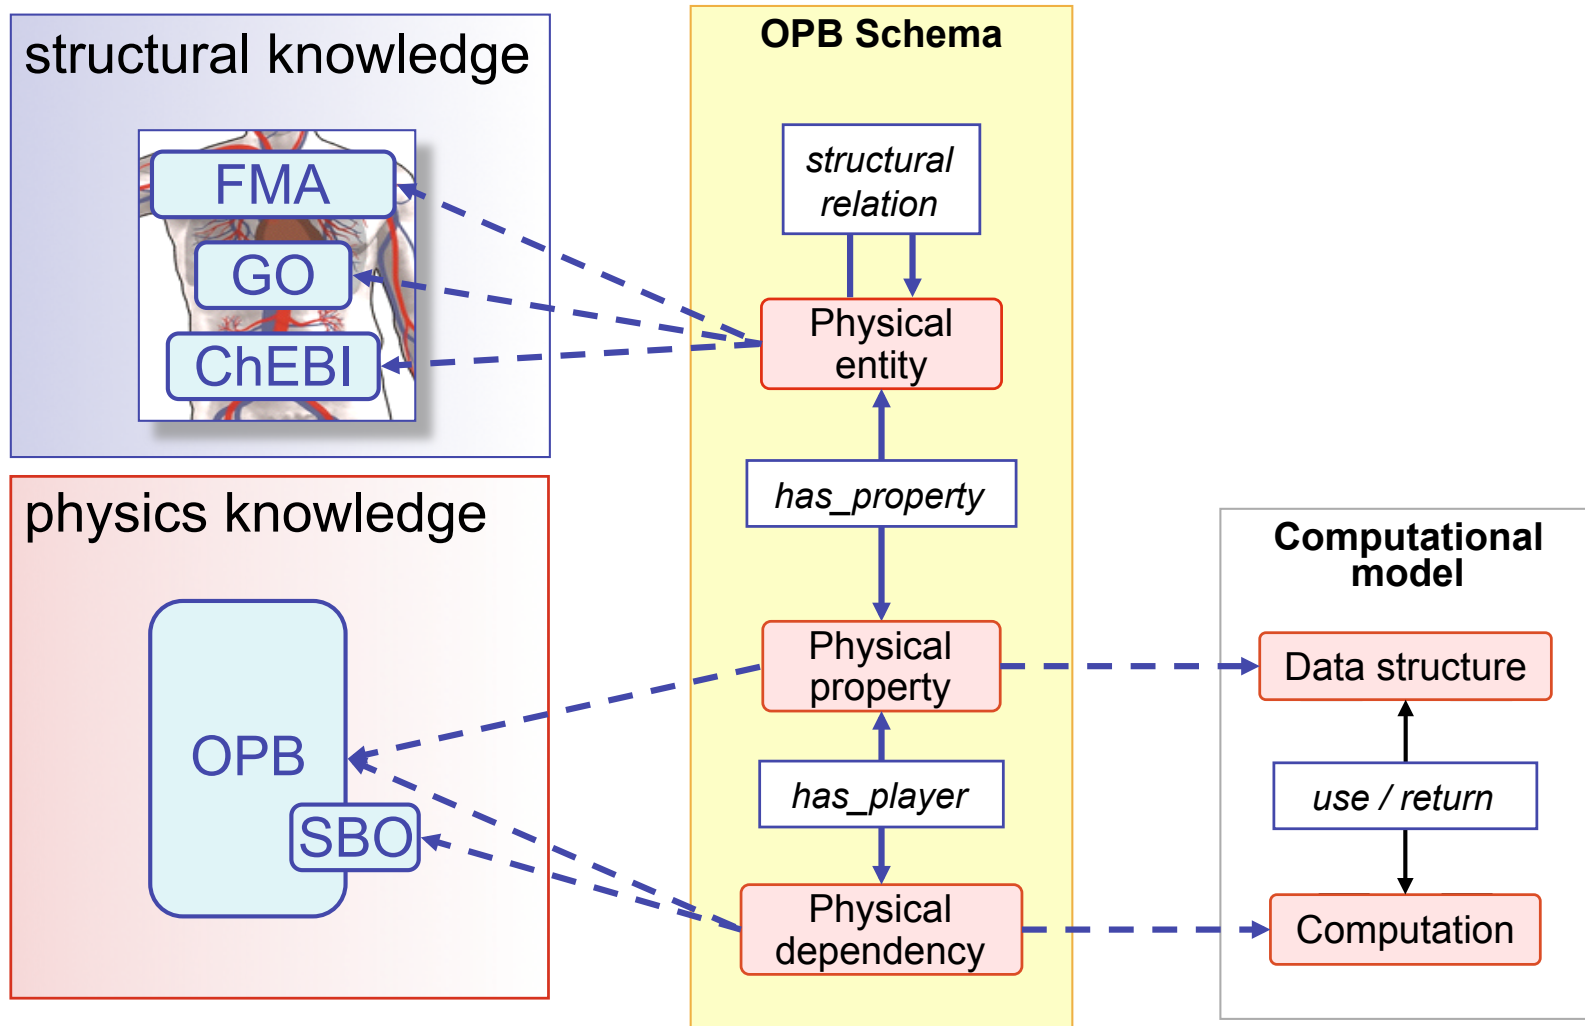 structural knowledge
FMA
GO
ChEBI
physics knowledge
OPB
SBO
OPB Schema
structural
relation
Physical
entity
has_property
Physical
property
has_player
Physical
dependency
Computational
model
Data structure
use / return
Computation